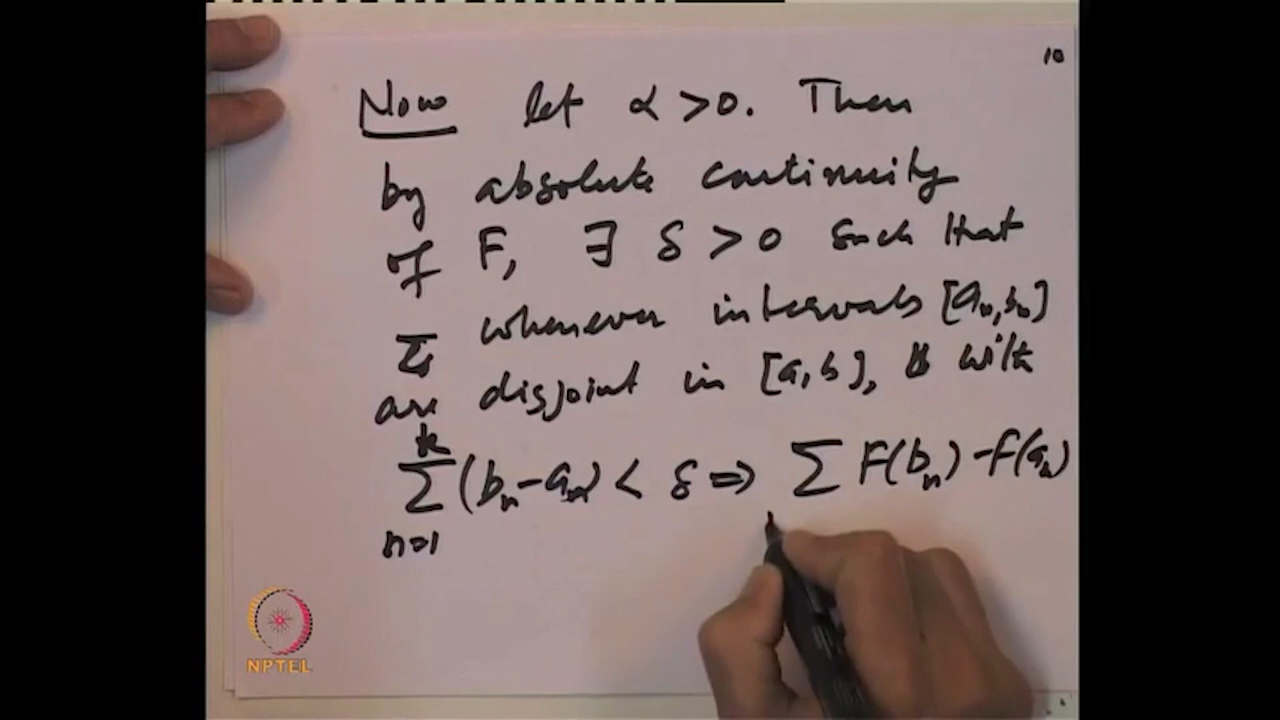 10
Now let α > 0. Then
by absolute continuity
of F, ∃ δ > 0 such that
whenever intervals [aₙ, bₙ]
are disjoint in [a, b], with
k
∑ (bₙ - aₙ) < δ ⇒ ∑ F(bₙ) - F(aₙ)
n=1
NPTEL